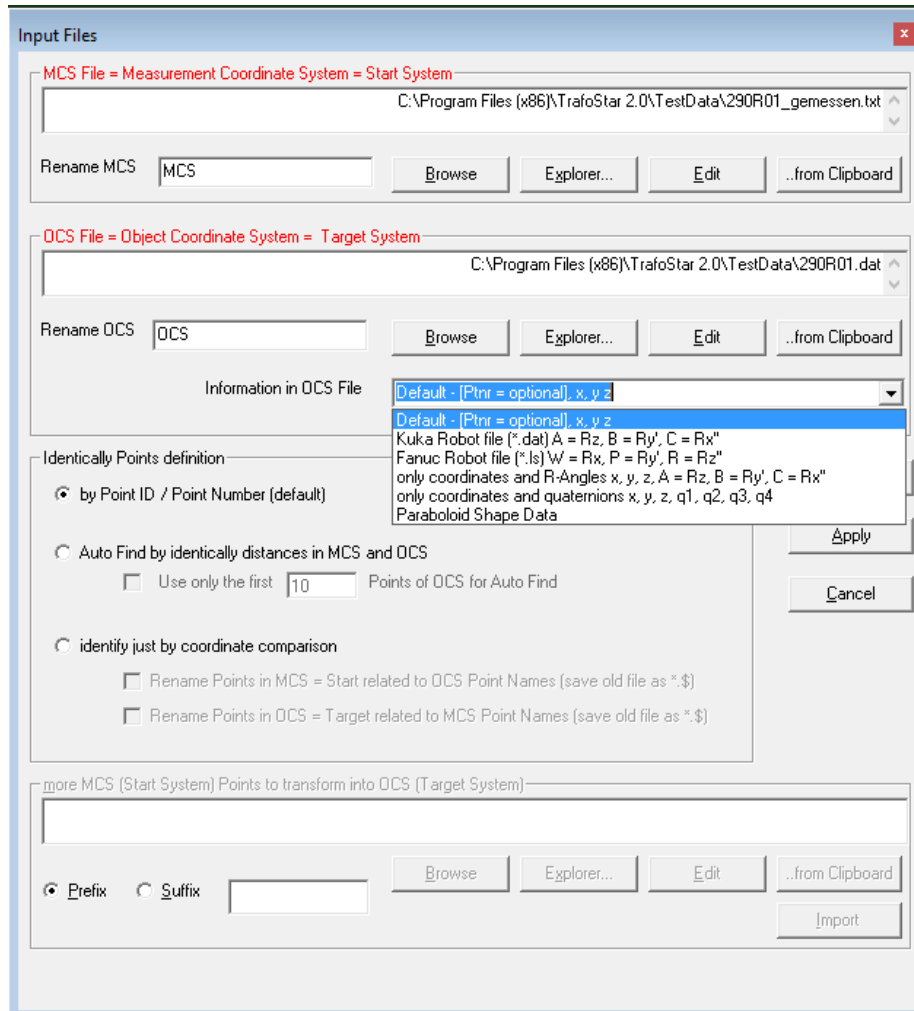 Input Files
x
MCS File = Measurement Coordinate System = Start System
C:\Program Files (x86)\TrafoStar 2.0\TestData\290R01_gemessen.txt
Rename MCS MCS Browse Explorer... Edit ..from Clipboard
OCS File = Object Coordinate System = Target System
C:\Program Files (x86)\TrafoStar 2.0\TestData\290R01.dat
Rename OCS OCS Browse Explorer... Edit ..from Clipboard
Information in OCS File Default - [Ptnr = optional], x, y z
Default - [Ptnr = optional], x, y z
Kuka Robot file (*.dat) A = Rz, B = Ry', C = Rx"
Fanuc Robot file (*.ls) W = Rx, P = Ry', R = Rz"
only coordinates and R-Angles x, y, z, A = Rz, B = Ry', C = Rx"
only coordinates and quaternions x, y, z, q1, q2, q3, q4
Paraboloid Shape Data
Identically Points definition
by Point ID / Point Number (default)
Auto Find by identically distances in MCS and OCS
Use only the first 10 Points of OCS for Auto Find
identify just by coordinate comparison
Rename Points in MCS = Start related to OCS Point Names (save old file as *.$)
Rename Points in OCS = Target related to MCS Point Names (save old file as *.$)
Apply
Cancel
more MCS (Start System) Points to transform into OCS (Target System)
Prefix Suffix Browse Explorer... Edit ..from Clipboard
Import